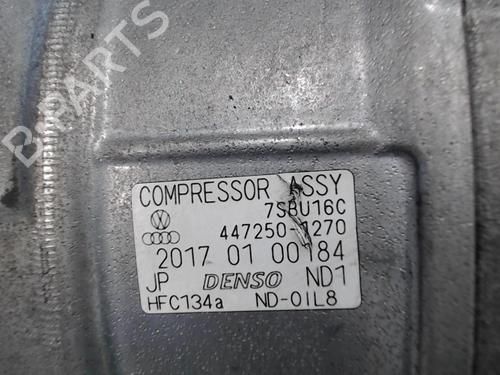 B-PARTS
COMPRESSOR ASSY
7SBU16C
447250-1270
2017 01 00184
JP DENSO ND1
HFC134a ND-OIL8